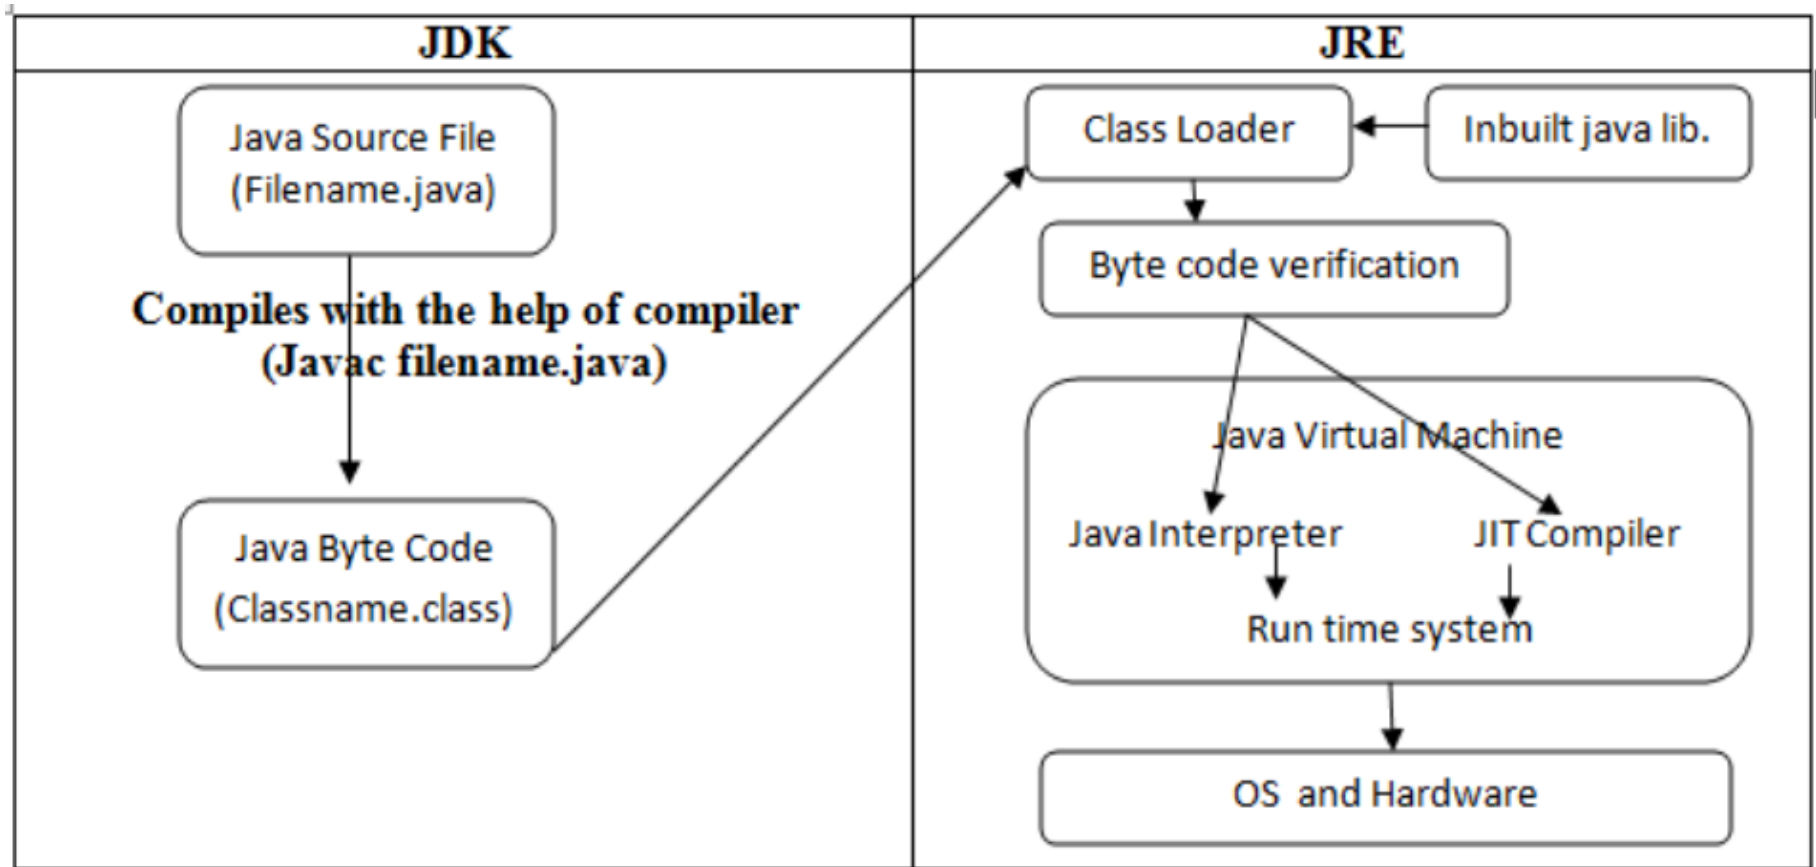 JDK
Java Source File
(Filename.java)
Compiles with the help of compiler
(Javac filename.java)
Java Byte Code
(Classname.class)
JRE
Class Loader
Inbuilt java lib.
Byte code verification
Java Virtual Machine
Java Interpreter
JIT Compiler
Run time system
OS and Hardware